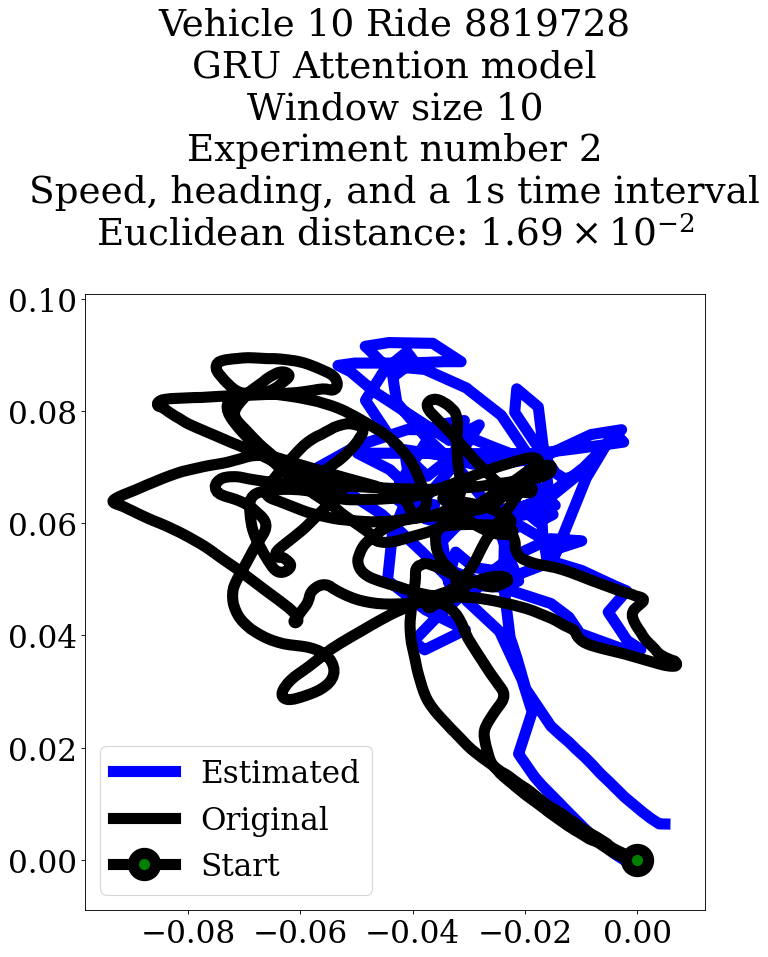 Vehicle 10 Ride 8819728
GRU Attention model
Window size 10
Experiment number 2
Speed, heading, and a 1s time interval
Euclidean distance: 1.69 × 10⁻²
0.10
0.08
0.06
0.04
0.02
0.00
Estimated
Original
Start
−0.08 −0.06 −0.04 −0.02 0.00